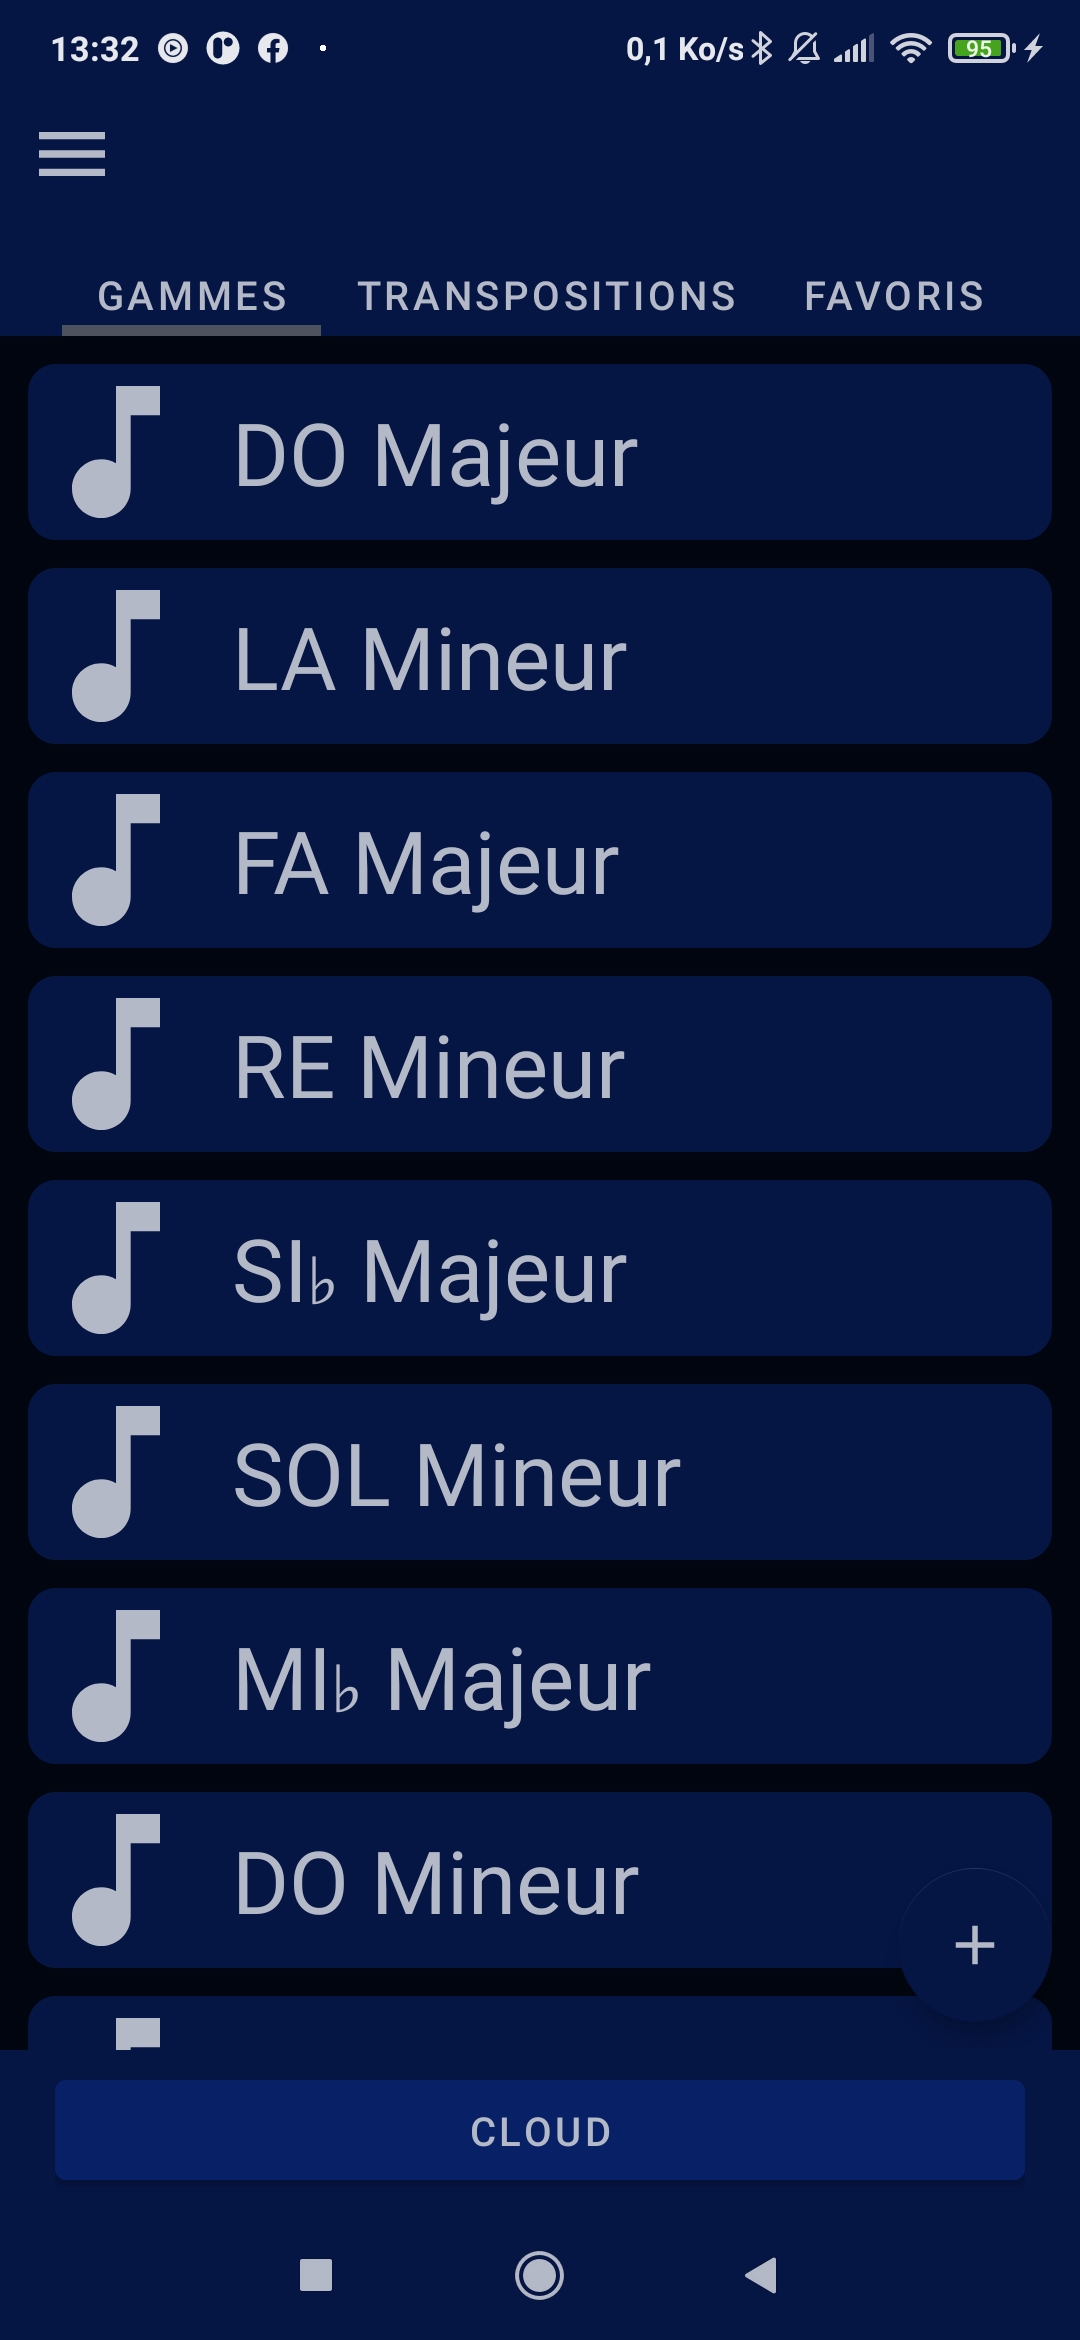 13:32 0,1 Ko/s 95
GAMMES TRANSPOSITIONS FAVORIS
DO Majeur
LA Mineur
FA Majeur
RE Mineur
SI♭ Majeur
SOL Mineur
MI♭ Majeur
DO Mineur
CLOUD